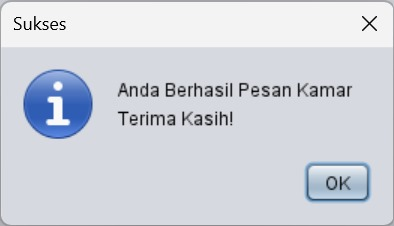 Sukses
Anda Berhasil Pesan Kamar
Terima Kasih!
OK